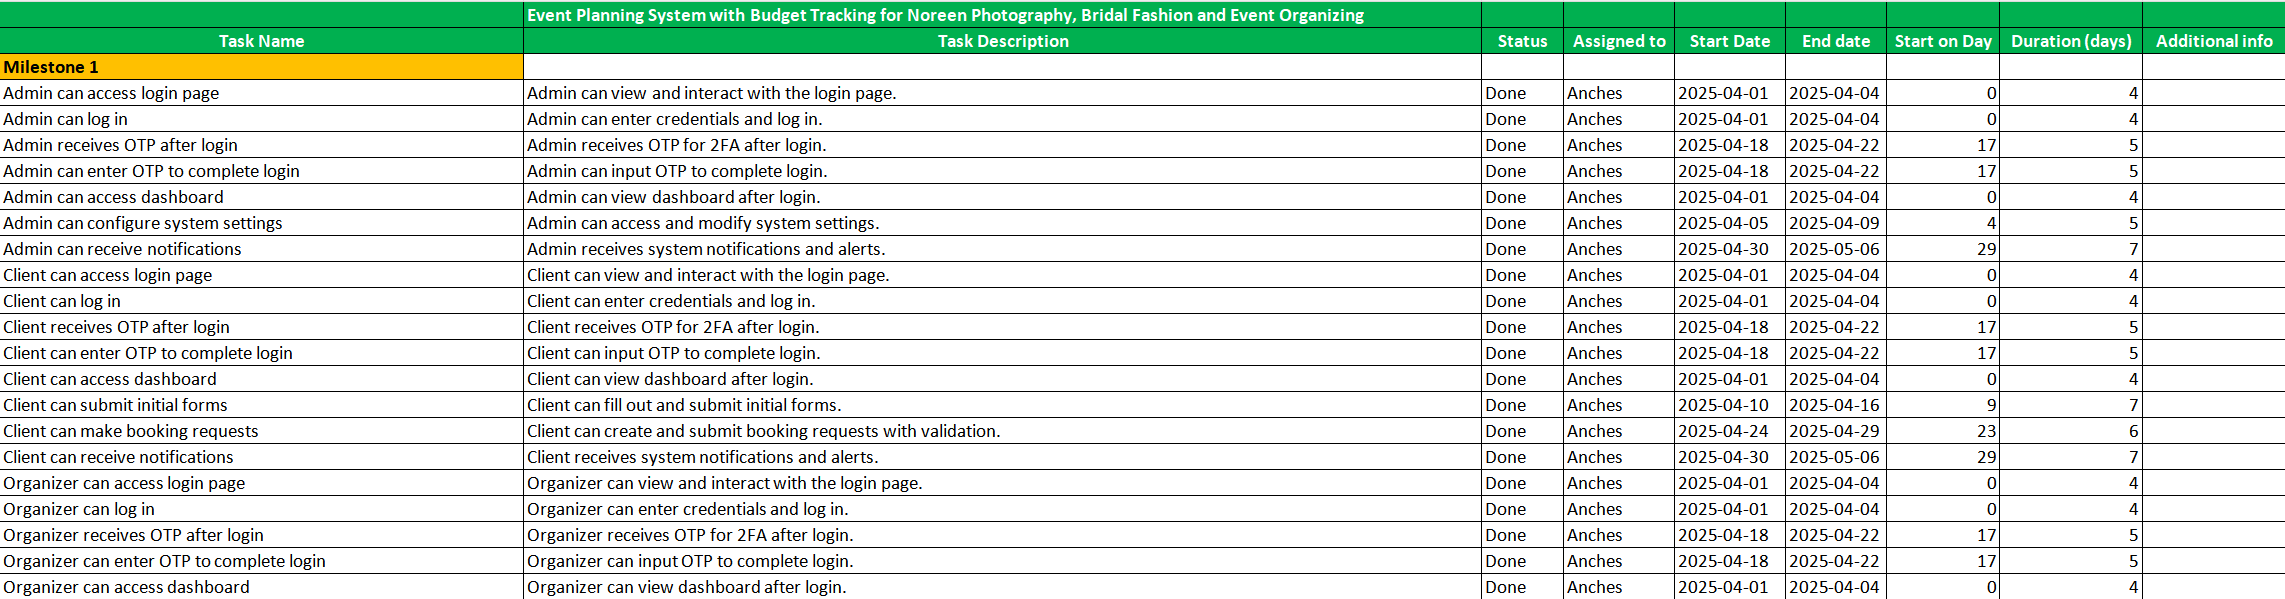 Event Planning System with Budget Tracking for Noreen Photography, Bridal Fashion and Event Organizing
Task Name Task Description Status Assigned to Start Date End date Start on Day Duration (days) Additional info
Milestone 1
Admin can access login page Admin can view and interact with the login page. Done Anches 2025-04-01 2025-04-04 0 4
Admin can log in Admin can enter credentials and log in. Done Anches 2025-04-01 2025-04-04 0 4
Admin receives OTP after login Admin receives OTP for 2FA after login. Done Anches 2025-04-18 2025-04-22 17 5
Admin can enter OTP to complete login Admin can input OTP to complete login. Done Anches 2025-04-18 2025-04-22 17 5
Admin can access dashboard Admin can view dashboard after login. Done Anches 2025-04-01 2025-04-04 0 4
Admin can configure system settings Admin can access and modify system settings. Done Anches 2025-04-05 2025-04-09 4 5
Admin can receive notifications Admin receives system notifications and alerts. Done Anches 2025-04-30 2025-05-06 29 7
Client can access login page Client can view and interact with the login page. Done Anches 2025-04-01 2025-04-04 0 4
Client can log in Client can enter credentials and log in. Done Anches 2025-04-01 2025-04-04 0 4
Client receives OTP after login Client receives OTP for 2FA after login. Done Anches 2025-04-18 2025-04-22 17 5
Client can enter OTP to complete login Client can input OTP to complete login. Done Anches 2025-04-18 2025-04-22 17 5
Client can access dashboard Client can view dashboard after login. Done Anches 2025-04-01 2025-04-04 0 4
Client can submit initial forms Client can fill out and submit initial forms. Done Anches 2025-04-10 2025-04-16 9 7
Client can make booking requests Client can create and submit booking requests with validation. Done Anches 2025-04-24 2025-04-29 23 6
Client can receive notifications Client receives system notifications and alerts. Done Anches 2025-04-30 2025-05-06 29 7
Organizer can access login page Organizer can view and interact with the login page. Done Anches 2025-04-01 2025-04-04 0 4
Organizer can log in Organizer can enter credentials and log in. Done Anches 2025-04-01 2025-04-04 0 4
Organizer receives OTP after login Organizer receives OTP for 2FA after login. Done Anches 2025-04-18 2025-04-22 17 5
Organizer can enter OTP to complete login Organizer can input OTP to complete login. Done Anches 2025-04-18 2025-04-22 17 5
Organizer can access dashboard Organizer can view dashboard after login. Done Anches 2025-04-01 2025-04-04 0 4